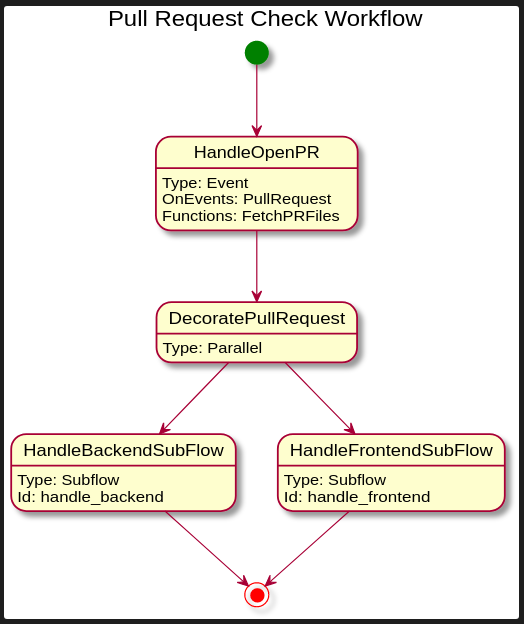 Pull Request Check Workflow
HandleOpenPR
Type: Event
OnEvents: PullRequest
Functions: FetchPRFiles
DecoratePullRequest
Type: Parallel
HandleBackendSubFlow
Type: Subflow
Id: handle_backend
HandleFrontendSubFlow
Type: Subflow
Id: handle_frontend